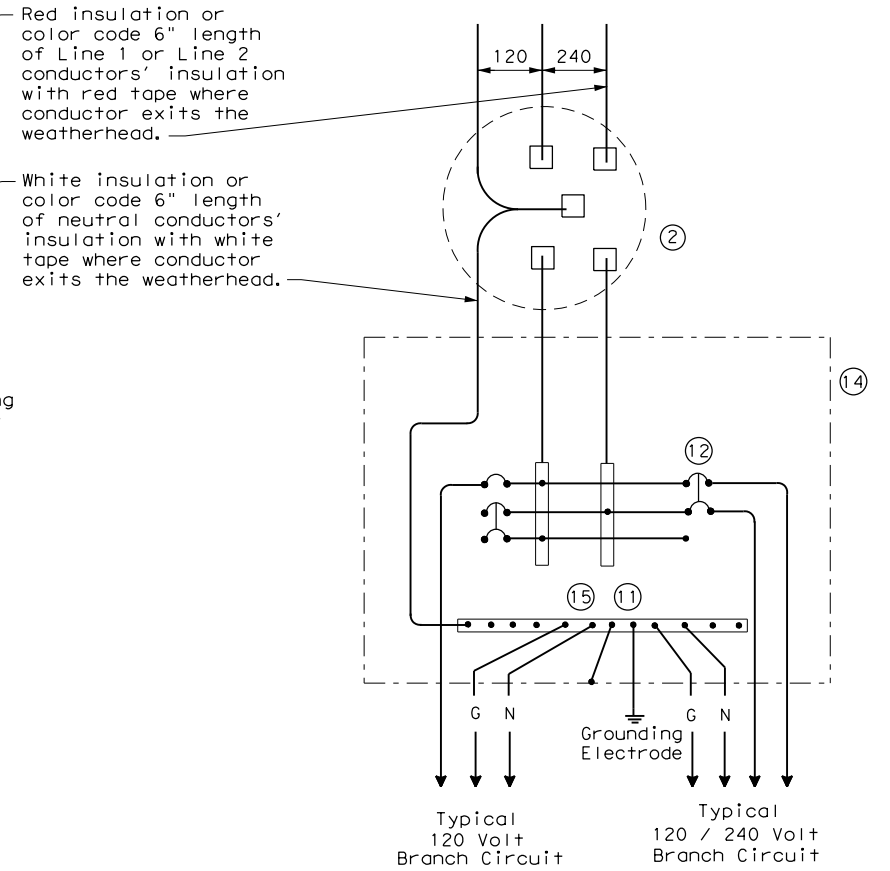 Red insulation or
color code 6" length
of Line 1 or Line 2
conductors' insulation
with red tape where
conductor exits the
weatherhead.
120
240
White insulation or
color code 6" length
of neutral conductors'
insulation with white
tape where conductor
exits the weatherhead.
2
14
12
15
11
G
N
Grounding
Electrode
G
N
Typical
120 Volt
Branch Circuit
Typical
120 / 240 Volt
Branch Circuit